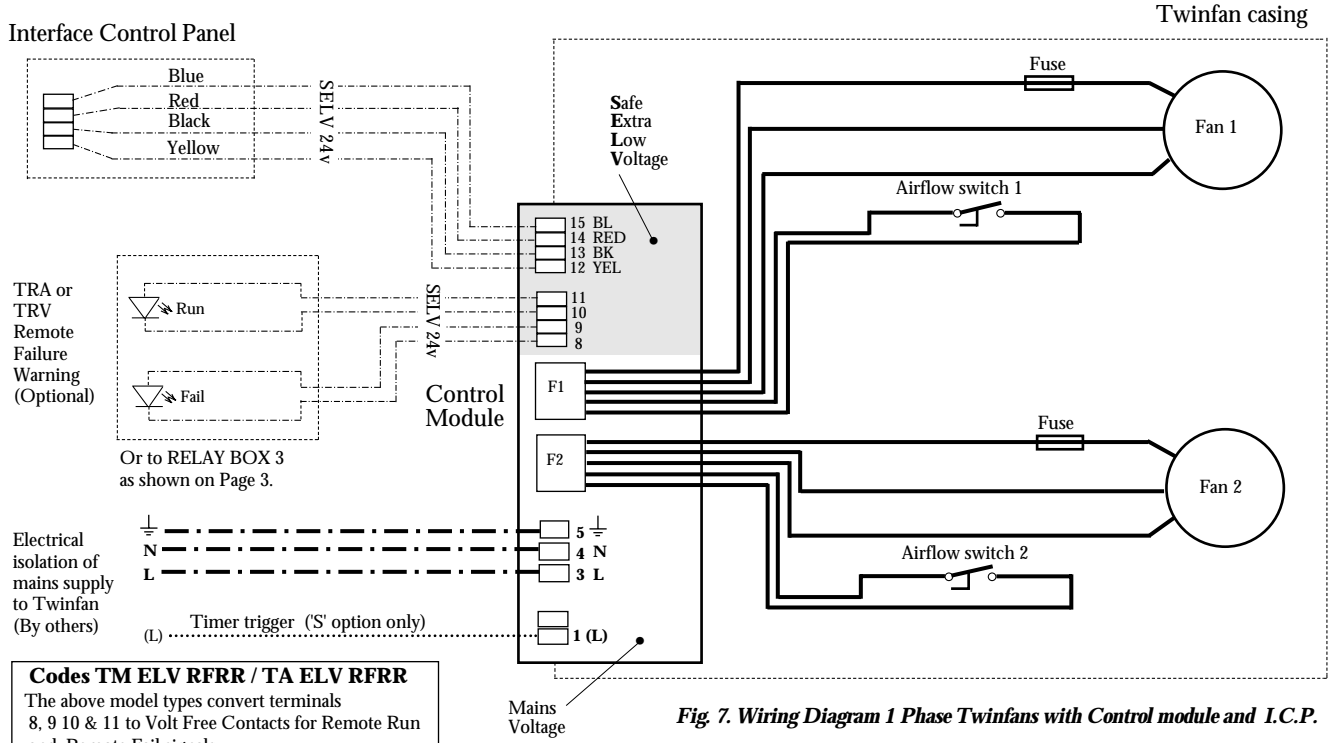 Twinfan casing
Interface Control Panel
Blue
Red
Black
Yellow
SELV 24v
Safe
Extra
Low
Voltage
Fuse
Fan 1
Airflow switch 1
15 BL
14 RED
13 BK
12 YEL
TRA or
TRV
Remote
Failure
Warning
(Optional)
Run
Fail
SELV 24v
11
10
9
8
Control
Module
F1
F2
Or to RELAY BOX 3
as shown on Page 3.
Fuse
Fan 2
Airflow switch 2
Electrical
isolation of
mains supply
to Twinfan
(By others)
N
L
5
4 N
3 L
(L) Timer trigger ('S' option only)
1 (L)
Mains
Voltage
Codes TM ELV RFRR / TA ELV RFRR
The above model types convert terminals
8, 9 10 & 11 to Volt Free Contacts for Remote Run
Fig. 7. Wiring Diagram 1 Phase Twinfans with Control module and I.C.P.